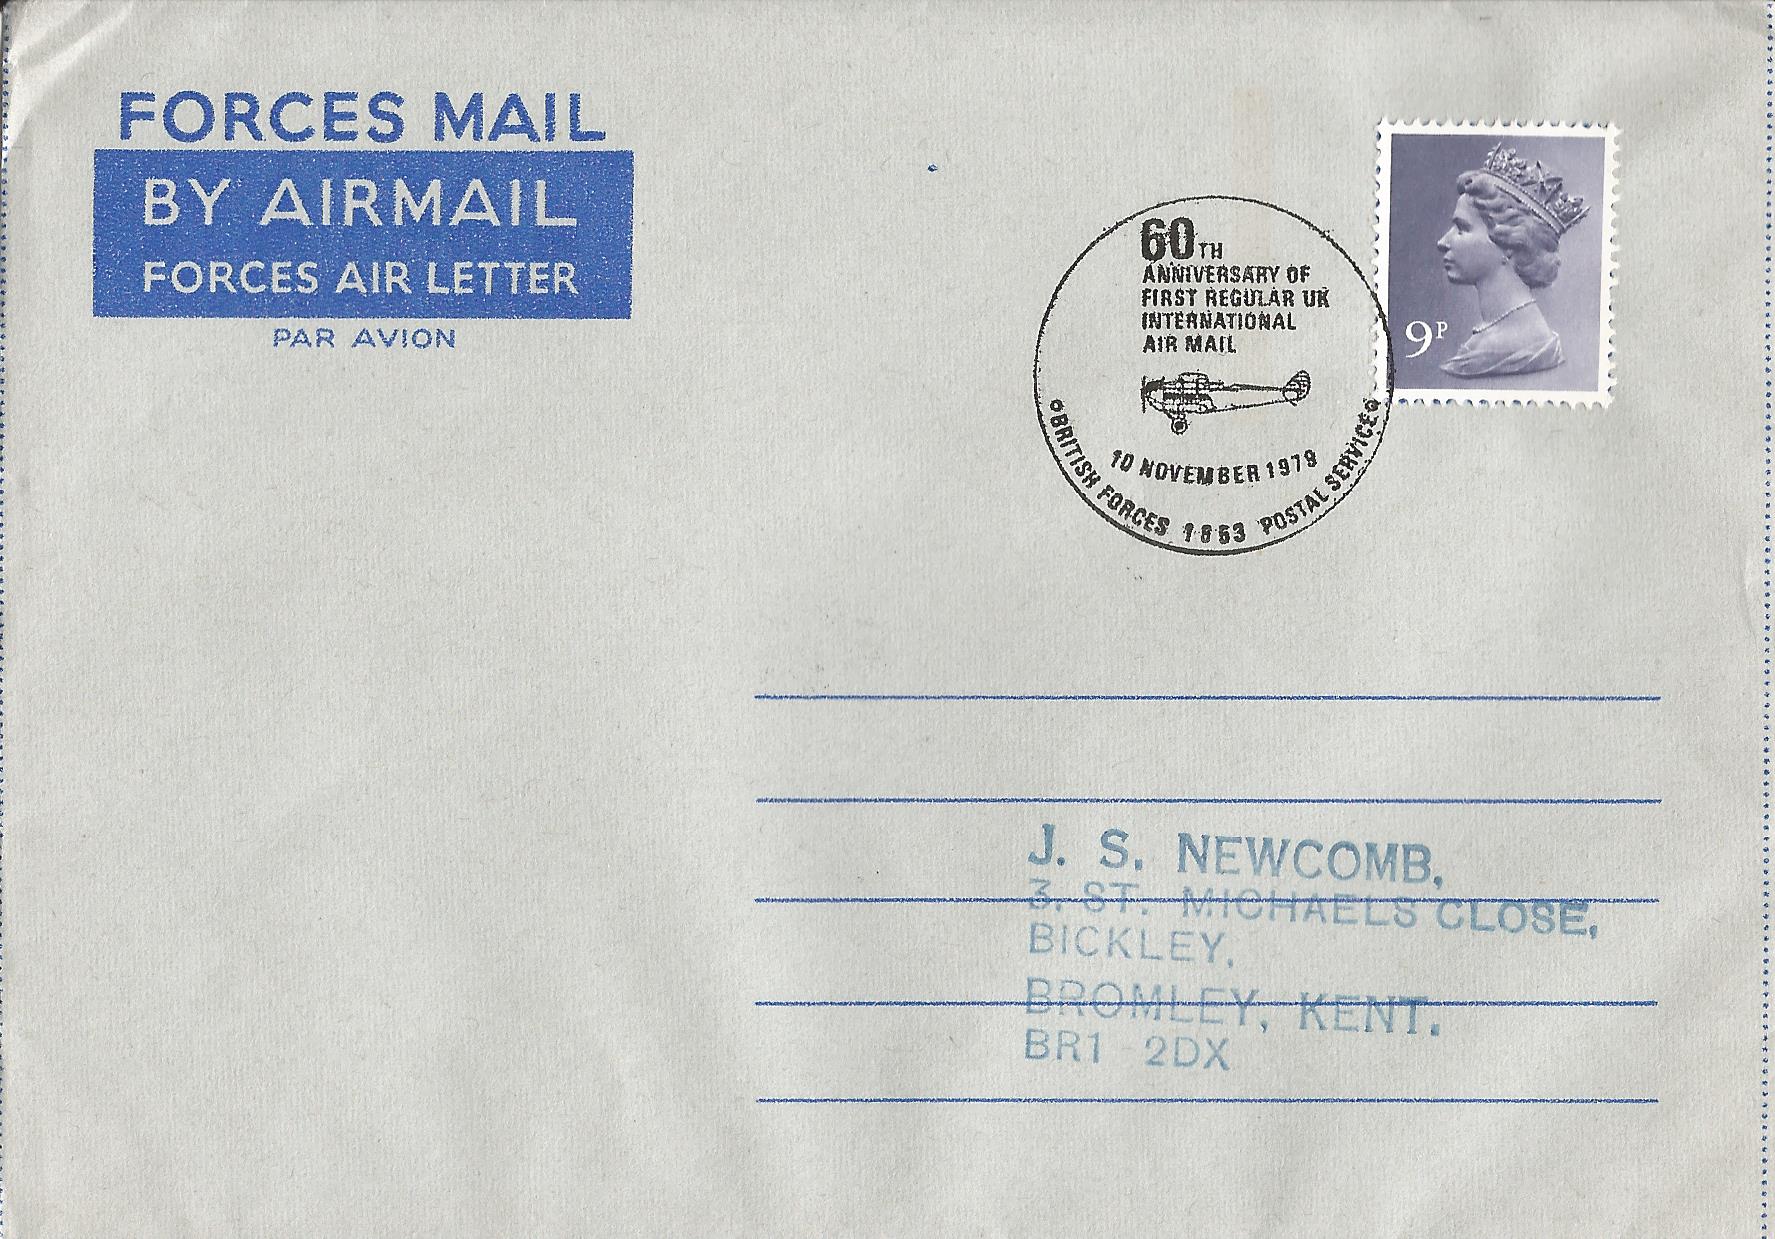 FORCES MAIL
BY AIRMAIL
FORCES AIR LETTER
PAR AVION
60TH
ANNIVERSARY OF
FIRST REGULAR UK
INTERNATIONAL
AIR MAIL
10 NOVEMBER 1979
BRITISH FORCES 1663 POSTAL SERVICE
9P
J. S. NEWCOMB,
3. ST. MICHAELS CLOSE,
BICKLEY,
BROMLEY, KENT.
BR1 2DX